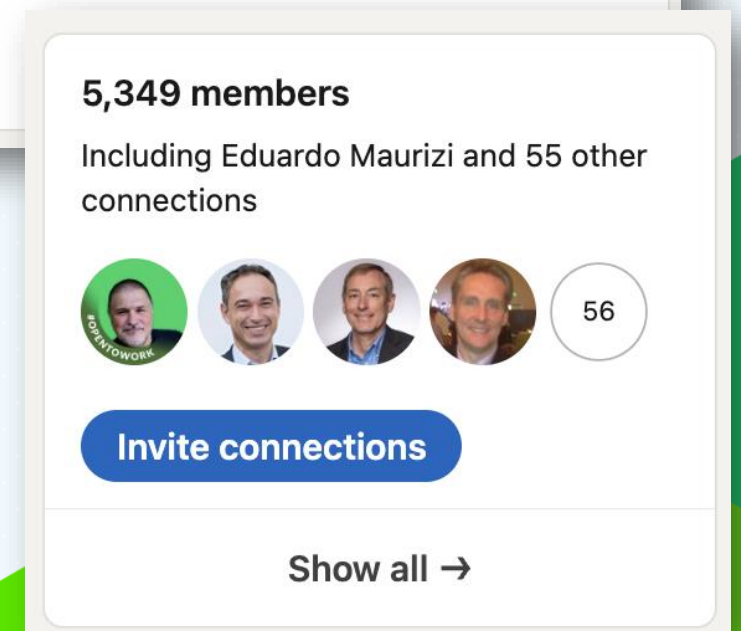 5,349 members
Including Eduardo Maurizi and 55 other
connections
#OPENTOWORK
56
Invite connections
Show all →